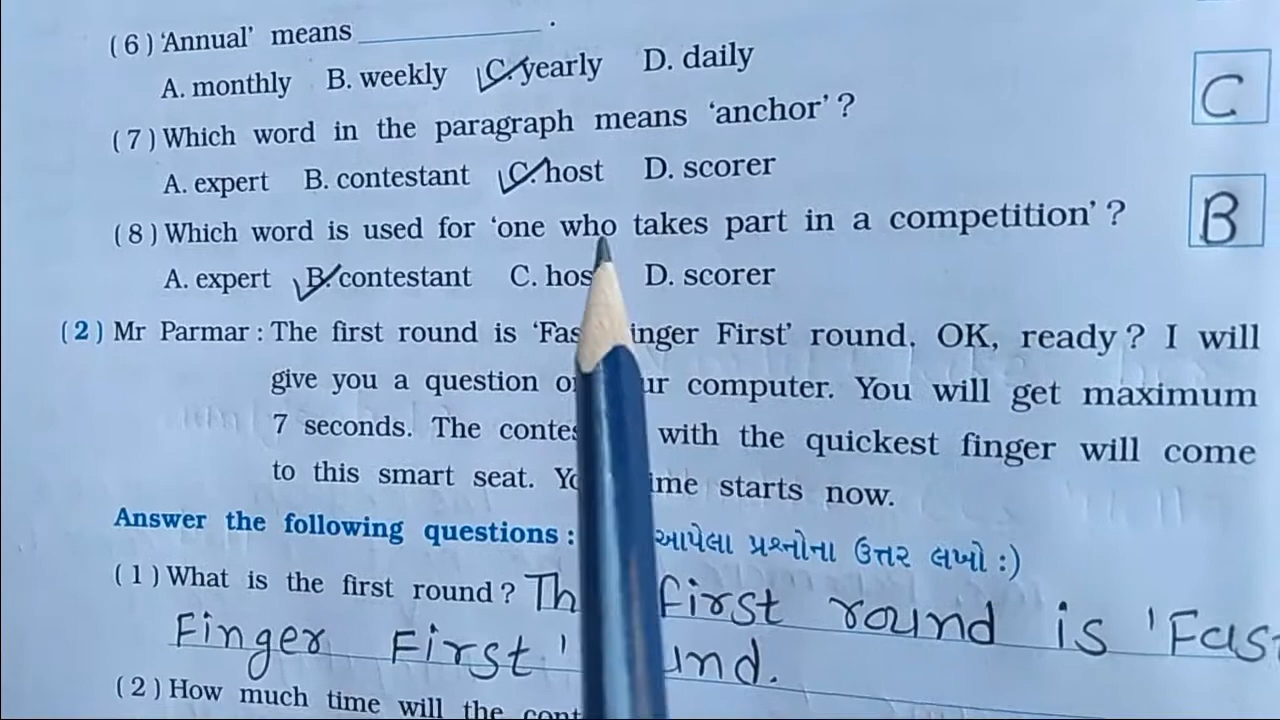 (6) 'Annual' means ________ .
A. monthly B. weekly C. yearly D. daily
C
(7) Which word in the paragraph means 'anchor' ?
A. expert B. contestant C. host D. scorer
(8) Which word is used for 'one who takes part in a competition' ?
B
A. expert B. contestant C. hos D. scorer
(2) Mr Parmar : The first round is 'Fas inger First' round. OK, ready ? I will
give you a question o ur computer. You will get maximum
7 seconds. The contes with the quickest finger will come
to this smart seat. Yo ime starts now.
Answer the following questions : આપેલા પ્રશ્નોના ઉત્તર લખો :)
(1) What is the first round ? Th first round is 'Fas
Finger First' und.
(2) How much time will the cont